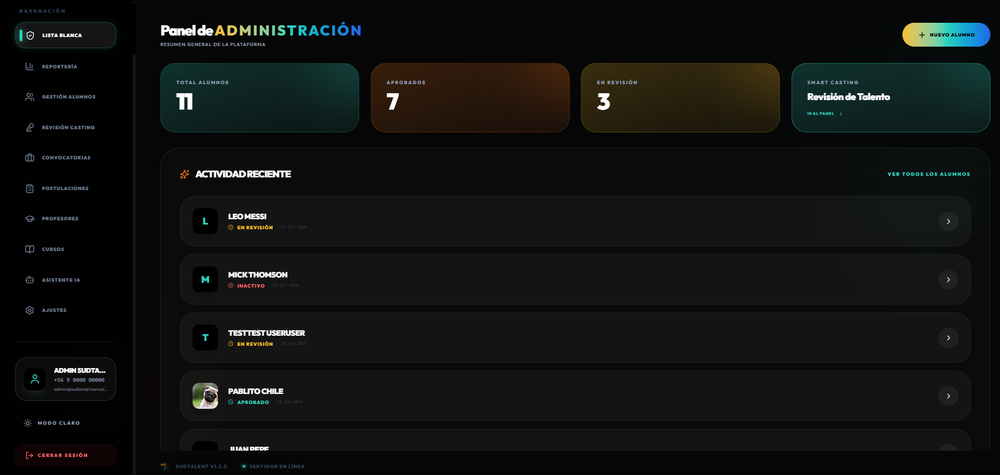 NAVEGACIÓN
LISTA BLANCA
REPORTERÍA
GESTIÓN ALUMNOS
REVISIÓN CASTING
CONVOCATORIAS
POSTULACIONES
PROFESORES
CURSOS
ASISTENTE IA
AJUSTES
ADMIN SUDTA...
+56 9 0000 00000
admin@sudamericanvoi...
MODO CLARO
CERRAR SESIÓN
Panel de ADMINISTRACIÓN
RESUMEN GENERAL DE LA PLATAFORMA
NUEVO ALUMNO
TOTAL ALUMNOS
11
APROBADOS
7
EN REVISIÓN
3
SMART CASTING
Revisión de Talento
IR AL PANEL
ACTIVIDAD RECIENTE
VER TODOS LOS ALUMNOS
L
LEO MESSI
EN REVISIÓN 17 jun 2026
M
MICK THOMSON
INACTIVO 16 jun 2026
T
TESTTEST USERUSER
EN REVISIÓN 10 jun 2026
PABLITO CHILE
APROBADO 04 jun 2026
JUAN PEPE
SUDTALENT V1.2.0
SERVIDOR EN LÍNEA